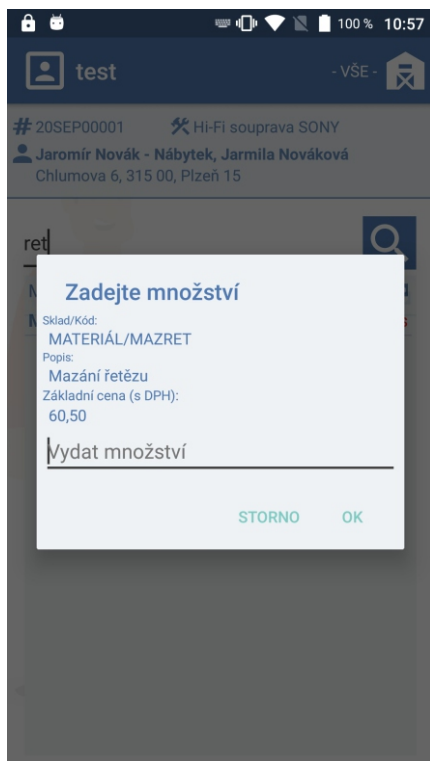 100 % 10:57
test - VŠE -
# 20SEP00001 Hi-Fi souprava SONY
Jaromír Novák - Nábytek, Jarmila Nováková
Chlumova 6, 315 00, Plzeň 15
ret
Zadejte množství
Sklad/Kód:
MATERIÁL/MAZRET
Popis:
Mazání řetězu
Základní cena (s DPH):
60,50
Vydat množství
STORNO OK